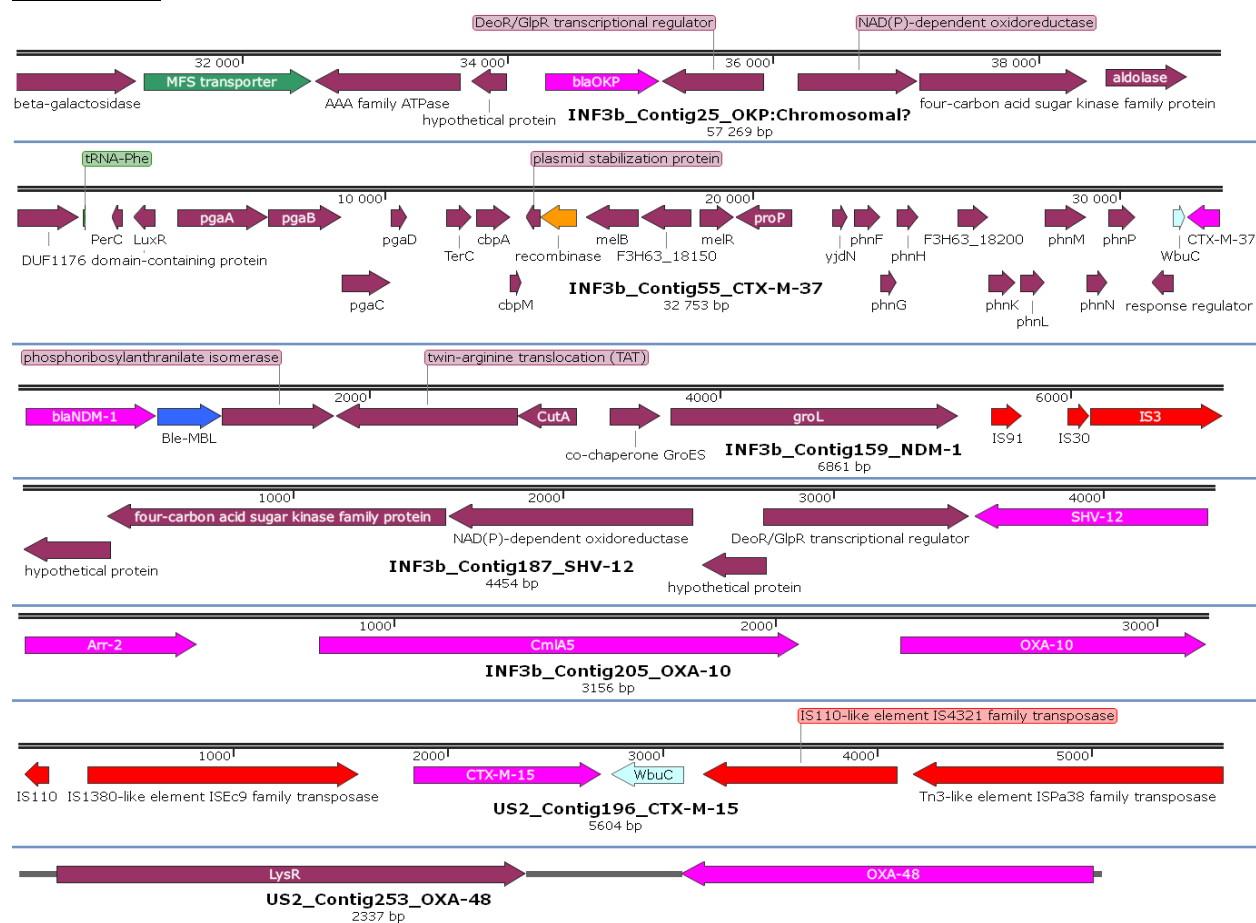 DeoR/GlpR transcriptional regulator NAD(P)-dependent oxidoreductase
32 000 34 000 36 000 38 000
MFS transporter blaOKP aldolase
beta-galactosidase AAA family ATPase four-carbon acid sugar kinase family protein
hypothetical protein
INF3b_Contig25_OKP:Chromosomal?
57 269 bp
tRNA-Phe plasmid stabilization protein
10 000 20 000 30 000
pgaA pgaB proP
PerC LuxR pgaD TerC cbpA melB melR yjdN phnF phnH F3H63_18200 phnM phnP WbuC CTX-M-37
DUF1176 domain-containing protein recombinase F3H63_18150
pgaC cbpM phnG phnK phnL phnN response regulator
INF3b_Contig55_CTX-M-37
32 753 bp
phosphoribosylanthranilate isomerase twin-arginine translocation (TAT)
2000 4000 6000
blaNDM-1 CutA groL IS3
Ble-MBL co-chaperone GroES IS91 IS30
INF3b_Contig159_NDM-1
6861 bp
1000 2000 3000 4000
four-carbon acid sugar kinase family protein SHV-12
NAD(P)-dependent oxidoreductase DeoR/GlpR transcriptional regulator
hypothetical protein hypothetical protein
INF3b_Contig187_SHV-12
4454 bp
1000 2000 3000
Arr-2 CmlA5 OXA-10
INF3b_Contig205_OXA-10
3156 bp
IS110-like element IS4321 family transposase
1000 2000 3000 4000 5000
CTX-M-15 WbuC
IS110 IS1380-like element ISEc9 family transposase Tn3-like element ISPa38 family transposase
US2_Contig196_CTX-M-15
5604 bp
LysR OXA-48
US2_Contig253_OXA-48
2337 bp